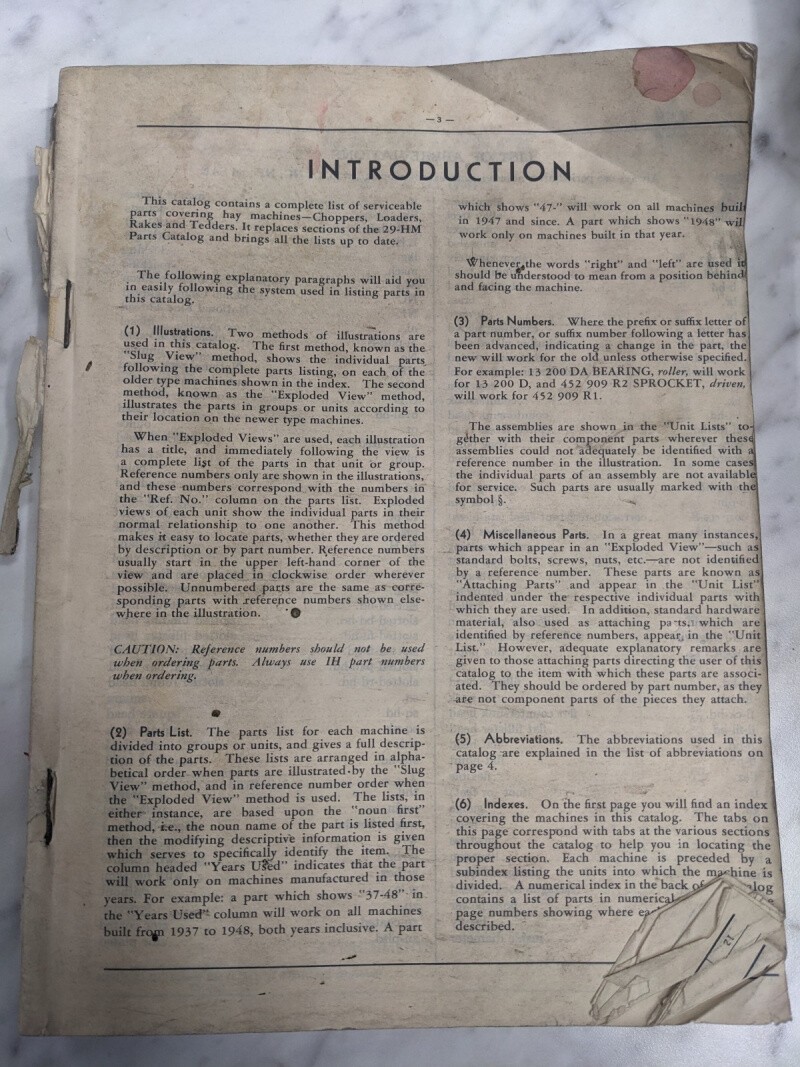 —3—
INTRODUCTION
This catalog contains a complete list of serviceable
parts covering hay machines—Choppers, Loaders,
Rakes and Tedders. It replaces sections of the 29-HM
Parts Catalog and brings all the lists up to date.
The following explanatory paragraphs will aid you
in easily following the system used in listing parts in
this catalog.
(1) Illustrations. Two methods of illustrations are
used in this catalog. The first method, known as the
"Slug View" method, shows the individual parts
following the complete parts listing, on each of the
older type machines shown in the index. The second
method, known as the "Exploded View" method,
illustrates the parts in groups or units according to
their location on the newer type machines.
When "Exploded Views" are used, each illustration
has a title, and immediately following the view is
a complete list of the parts in that unit or group.
Reference numbers only are shown in the illustrations,
and these numbers correspond with the numbers in
the "Ref. No." column on the parts list. Exploded
views of each unit show the individual parts in their
normal relationship to one another. This method
makes it easy to locate parts, whether they are ordered
by description or by part number. Reference numbers
usually start in the upper left-hand corner of the
view and are placed in clockwise order wherever
possible. Unnumbered parts are the same as corre-
sponding parts with reference numbers shown else-
where in the illustration.
CAUTION: Reference numbers should not be used
when ordering parts. Always use IH part numbers
when ordering.
(2) Parts List. The parts list for each machine is
divided into groups or units, and gives a full descrip-
tion of the parts. These lists are arranged in alpha-
betical order when parts are illustrated by the "Slug
View" method, and in reference number order when
the "Exploded View" method is used. The lists, in
either instance, are based upon the "noun first"
method, i.e., the noun name of the part is listed first,
then the modifying descriptive information is given
which serves to specifically identify the item. The
column headed "Years Used" indicates that the part
will work only on machines manufactured in those
years. For example: a part which shows "37-48" in
the "Years Used" column will work on all machines
built from 1937 to 1948, both years inclusive. A part
which shows "47-" will work on all machines built
in 1947 and since. A part which shows "1948" will
work only on machines built in that year.
Whenever the words "right" and "left" are used it
should be understood to mean from a position behind
and facing the machine.
(3) Parts Numbers. Where the prefix or suffix letter of
a part number, or suffix number following a letter has
been advanced, indicating a change in the part, the
new will work for the old unless otherwise specified.
For example: 13 200 DA BEARING, roller, will work
for 13 200 D, and 452 909 R2 SPROCKET, driven,
will work for 452 909 R1.
The assemblies are shown in the "Unit Lists" to-
gether with their component parts wherever these
assemblies could not adequately be identified with a
reference number in the illustration. In some cases
the individual parts of an assembly are not available
for service. Such parts are usually marked with the
symbol §.
(4) Miscellaneous Parts. In a great many instances,
parts which appear in an "Exploded View"—such as
standard bolts, screws, nuts, etc.—are not identified
by a reference number. These parts are known as
"Attaching Parts" and appear in the "Unit List"
indented under the respective individual parts with
which they are used. In addition, standard hardware
material, also used as attaching parts, which are
identified by reference numbers, appear in the "Unit
List." However, adequate explanatory remarks are
given to those attaching parts directing the user of this
catalog to the item with which these parts are associ-
ated. They should be ordered by part number, as they
are not component parts of the pieces they attach.
(5) Abbreviations. The abbreviations used in this
catalog are explained in the list of abbreviations on
page 4.
(6) Indexes. On the first page you will find an index
covering the machines in this catalog. The tabs on
this page correspond with tabs at the various sections
throughout the catalog to help you in locating the
proper section. Each machine is preceded by a
subindex listing the units into which the machine is
divided. A numerical index in the back of log
contains a list of parts in numerical
page numbers showing where
described.